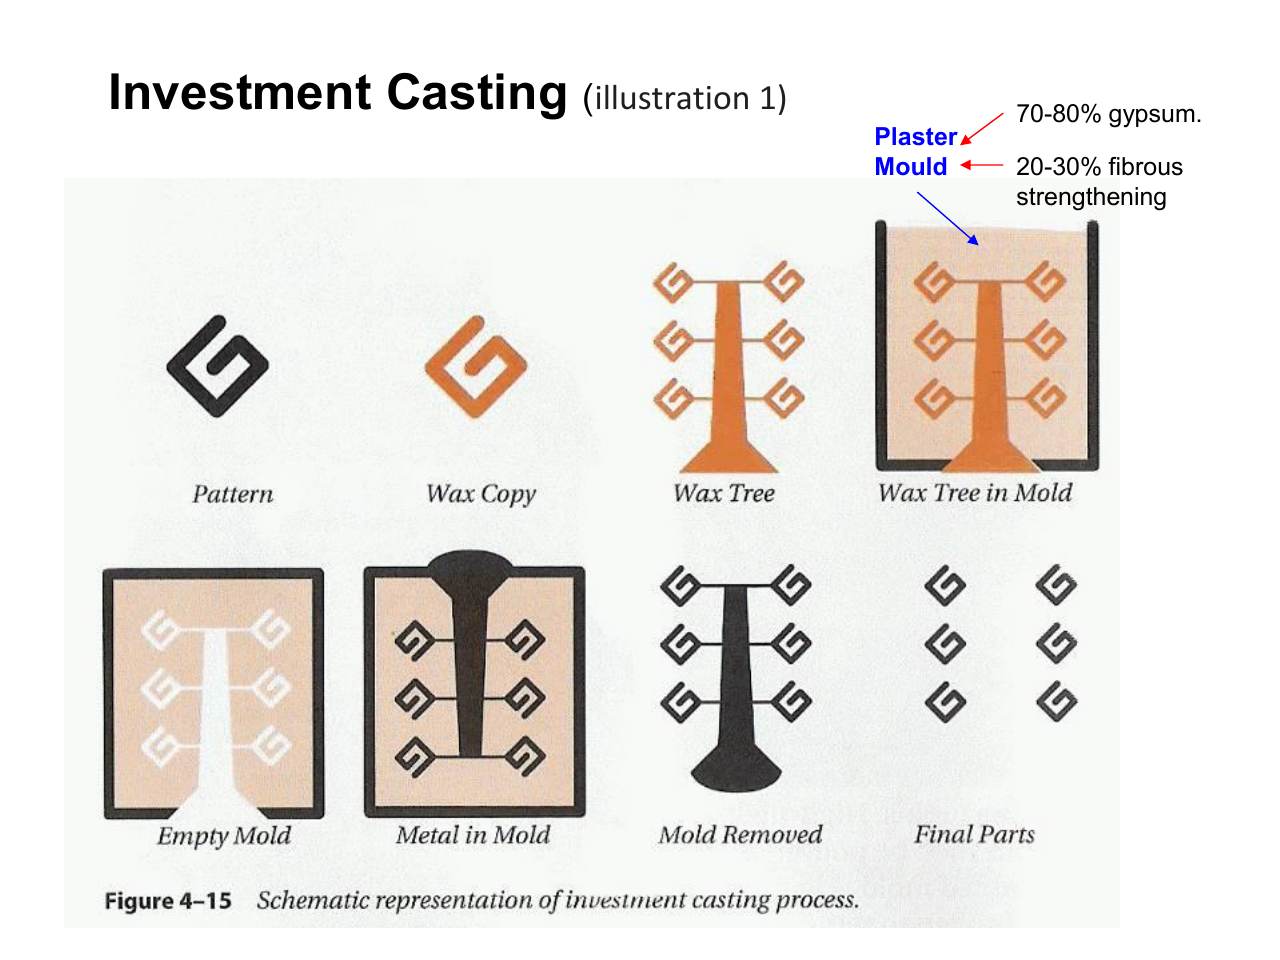 Investment Casting (illustration 1)
70-80% gypsum.
Plaster
Mould
20-30% fibrous
strengthening
Pattern
Wax Copy
Wax Tree
Wax Tree in Mold
Empty Mold
Metal in Mold
Mold Removed
Final Parts
Figure 4–15 Schematic representation of investment casting process.